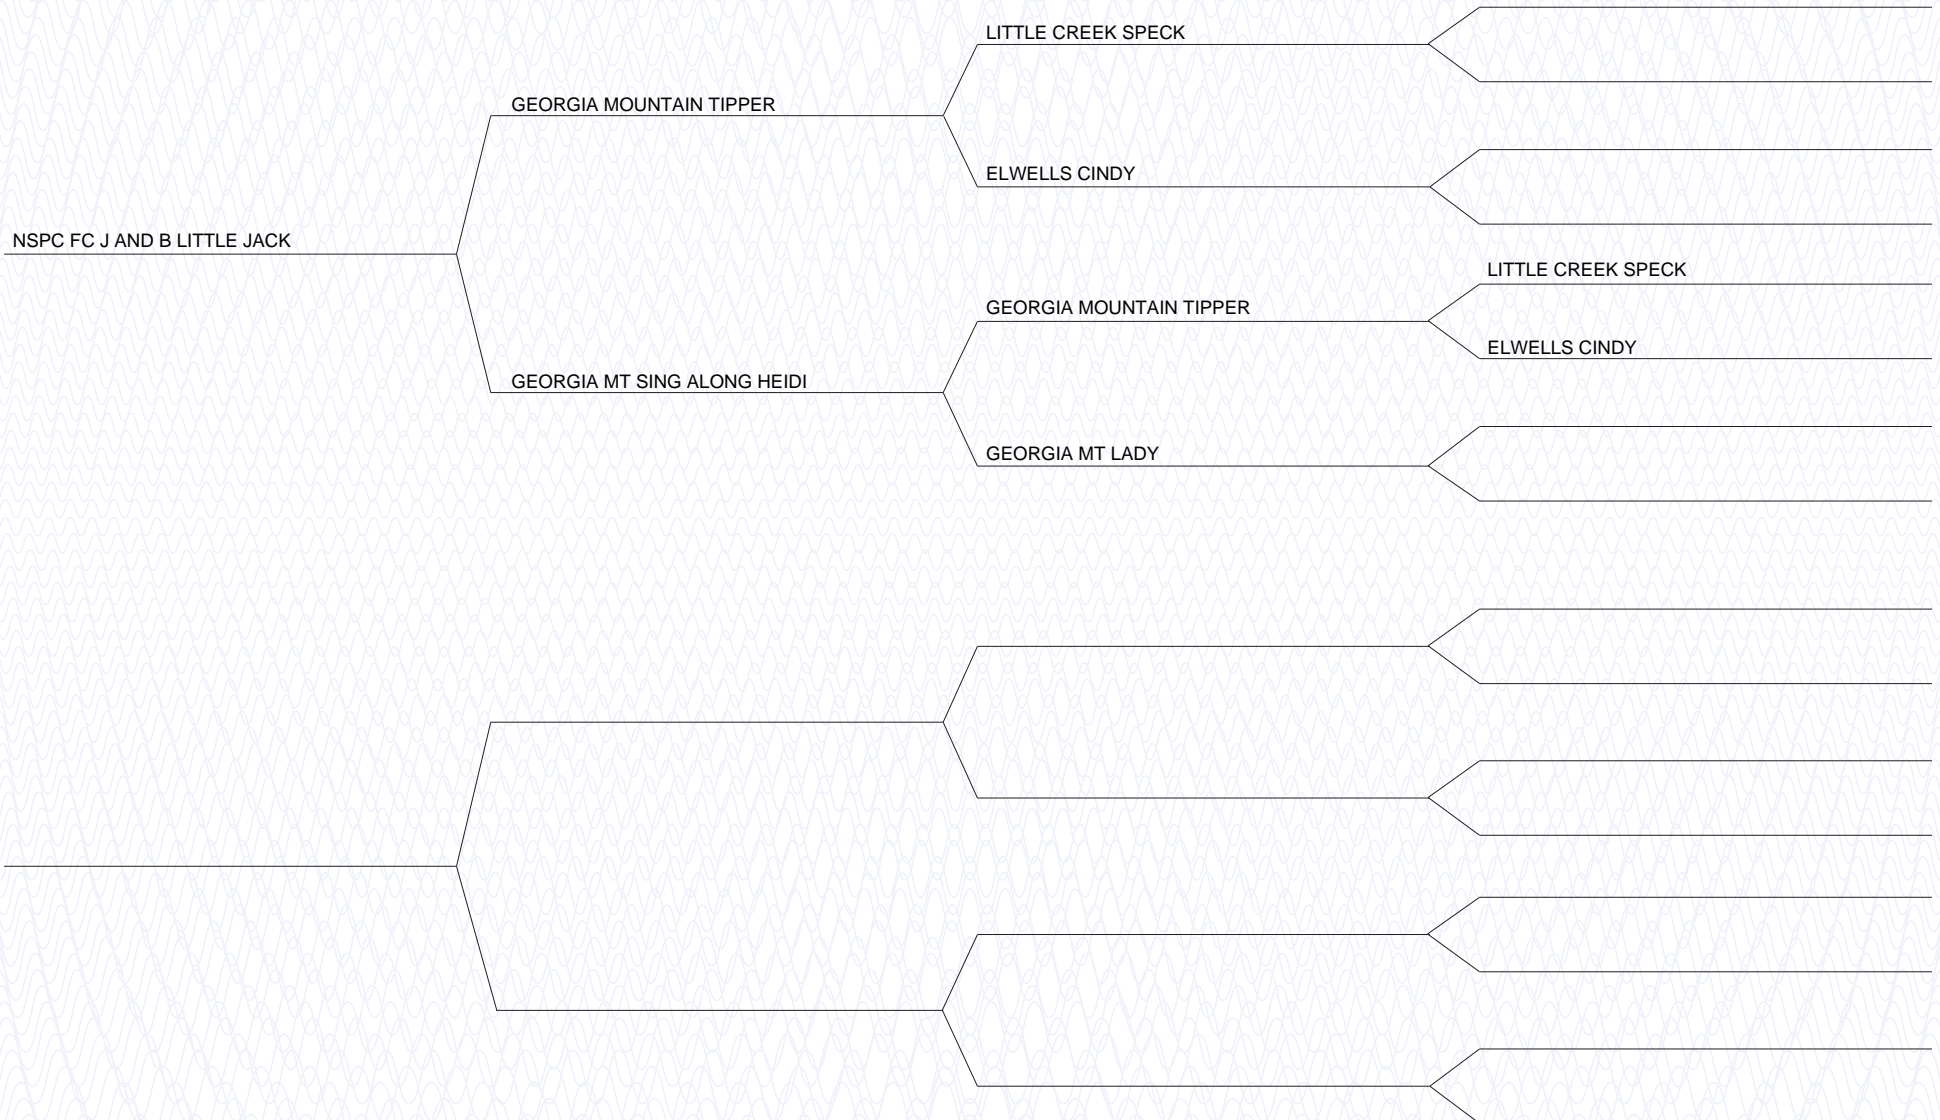 LITTLE CREEK SPECK
GEORGIA MOUNTAIN TIPPER
ELWELLS CINDY
NSPC FC J AND B LITTLE JACK
LITTLE CREEK SPECK
GEORGIA MOUNTAIN TIPPER
ELWELLS CINDY
GEORGIA MT SING ALONG HEIDI
GEORGIA MT LADY